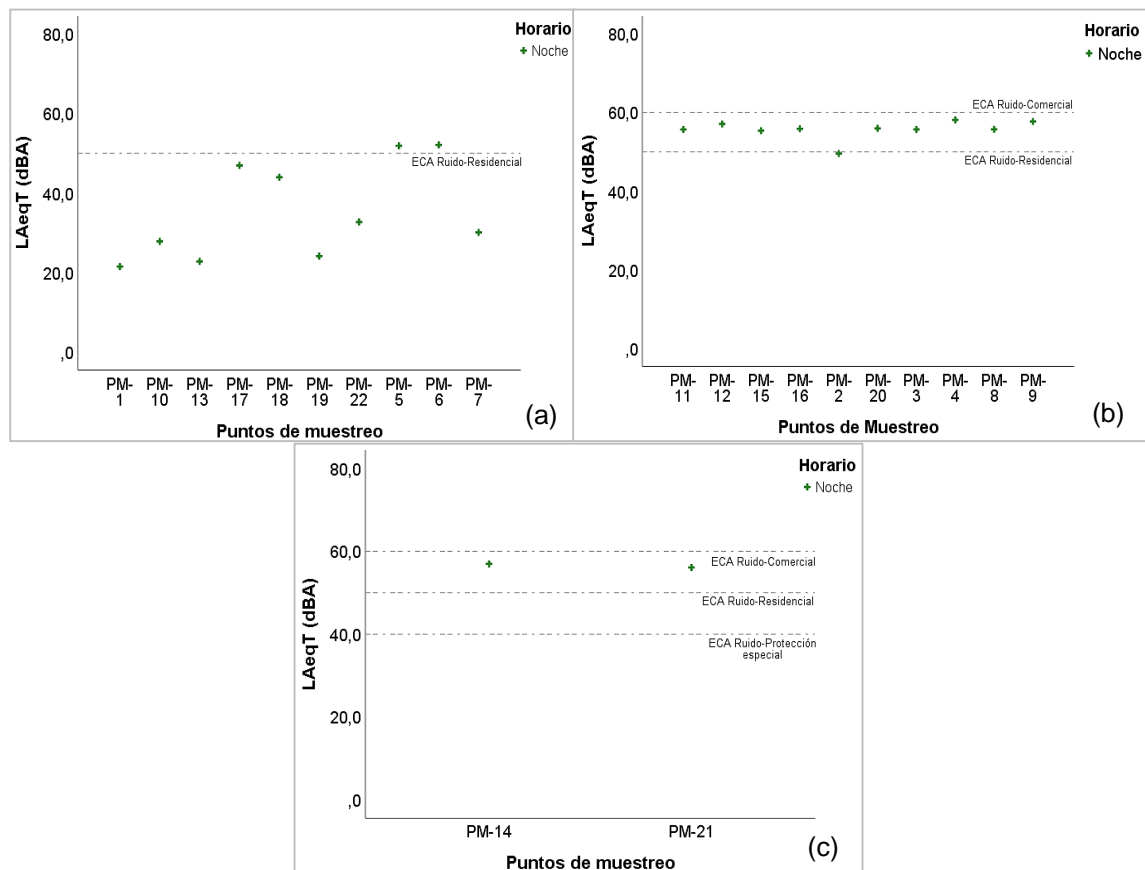 80,0
60,0
40,0
20,0
,0
LAeqT (dBA)
Horario
Noche
ECA Ruido-Residencial
PM-1 PM-10 PM-13 PM-17 PM-18 PM-19 PM-22 PM-5 PM-6 PM-7
Puntos de muestreo
(a)
80,0
60,0
40,0
20,0
,0
LAeqT (dBA)
Horario
Noche
ECA Ruido-Comercial
ECA Ruido-Residencial
PM-11 PM-12 PM-15 PM-16 PM-2 PM-20 PM-3 PM-4 PM-8 PM-9
Puntos de Muestreo
(b)
80,0
60,0
40,0
20,0
,0
LAeqT (dBA)
Horario
Noche
ECA Ruido-Comercial
ECA Ruido-Residencial
ECA Ruido-Protección
especial
PM-14 PM-21
Puntos de muestreo
(c)